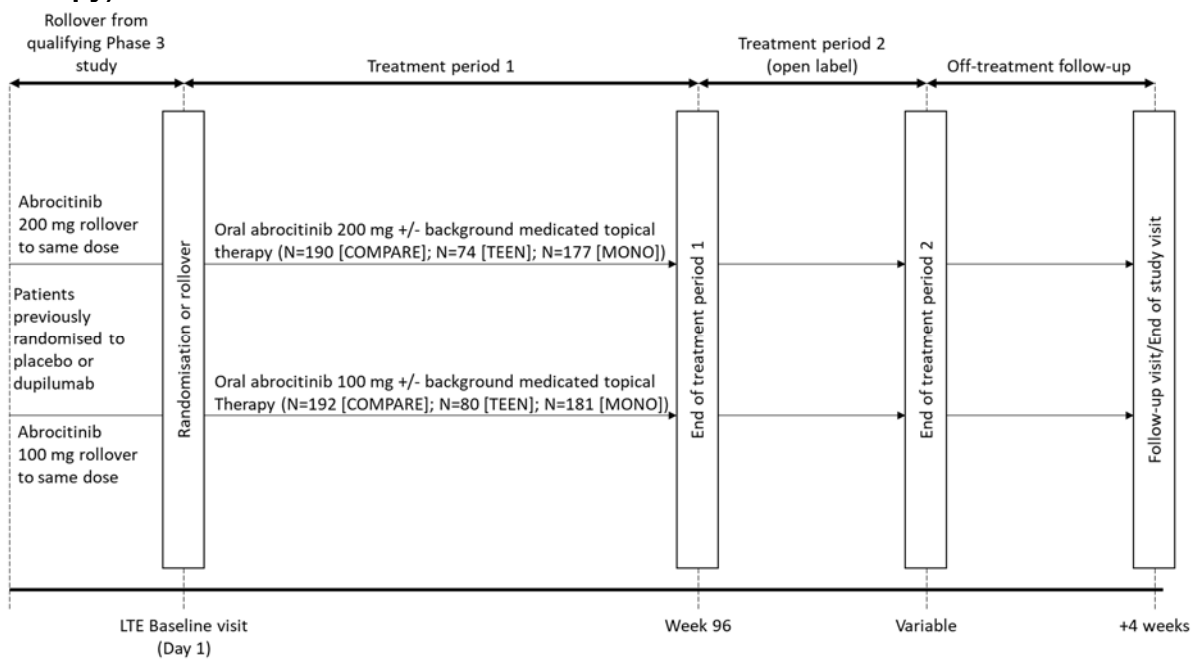 Rollover from
qualifying Phase 3
study
Treatment period 1
Treatment period 2
(open label)
Off-treatment follow-up
Abrocitinib
200 mg rollover
to same dose
Patients
previously
randomised to
placebo or
dupilumab
Abrocitinib
100 mg rollover
to same dose
Randomisation or rollover
Oral abrocitinib 200 mg +/- background medicated topical
therapy (N=190 [COMPARE]; N=74 [TEEN]; N=177 [MONO])
Oral abrocitinib 100 mg +/- background medicated topical
Therapy (N=192 [COMPARE]; N=80 [TEEN]; N=181 [MONO])
End of treatment period 1
End of treatment period 2
Follow-up visit/End of study visit
LTE Baseline visit
(Day 1)
Week 96
Variable
+4 weeks